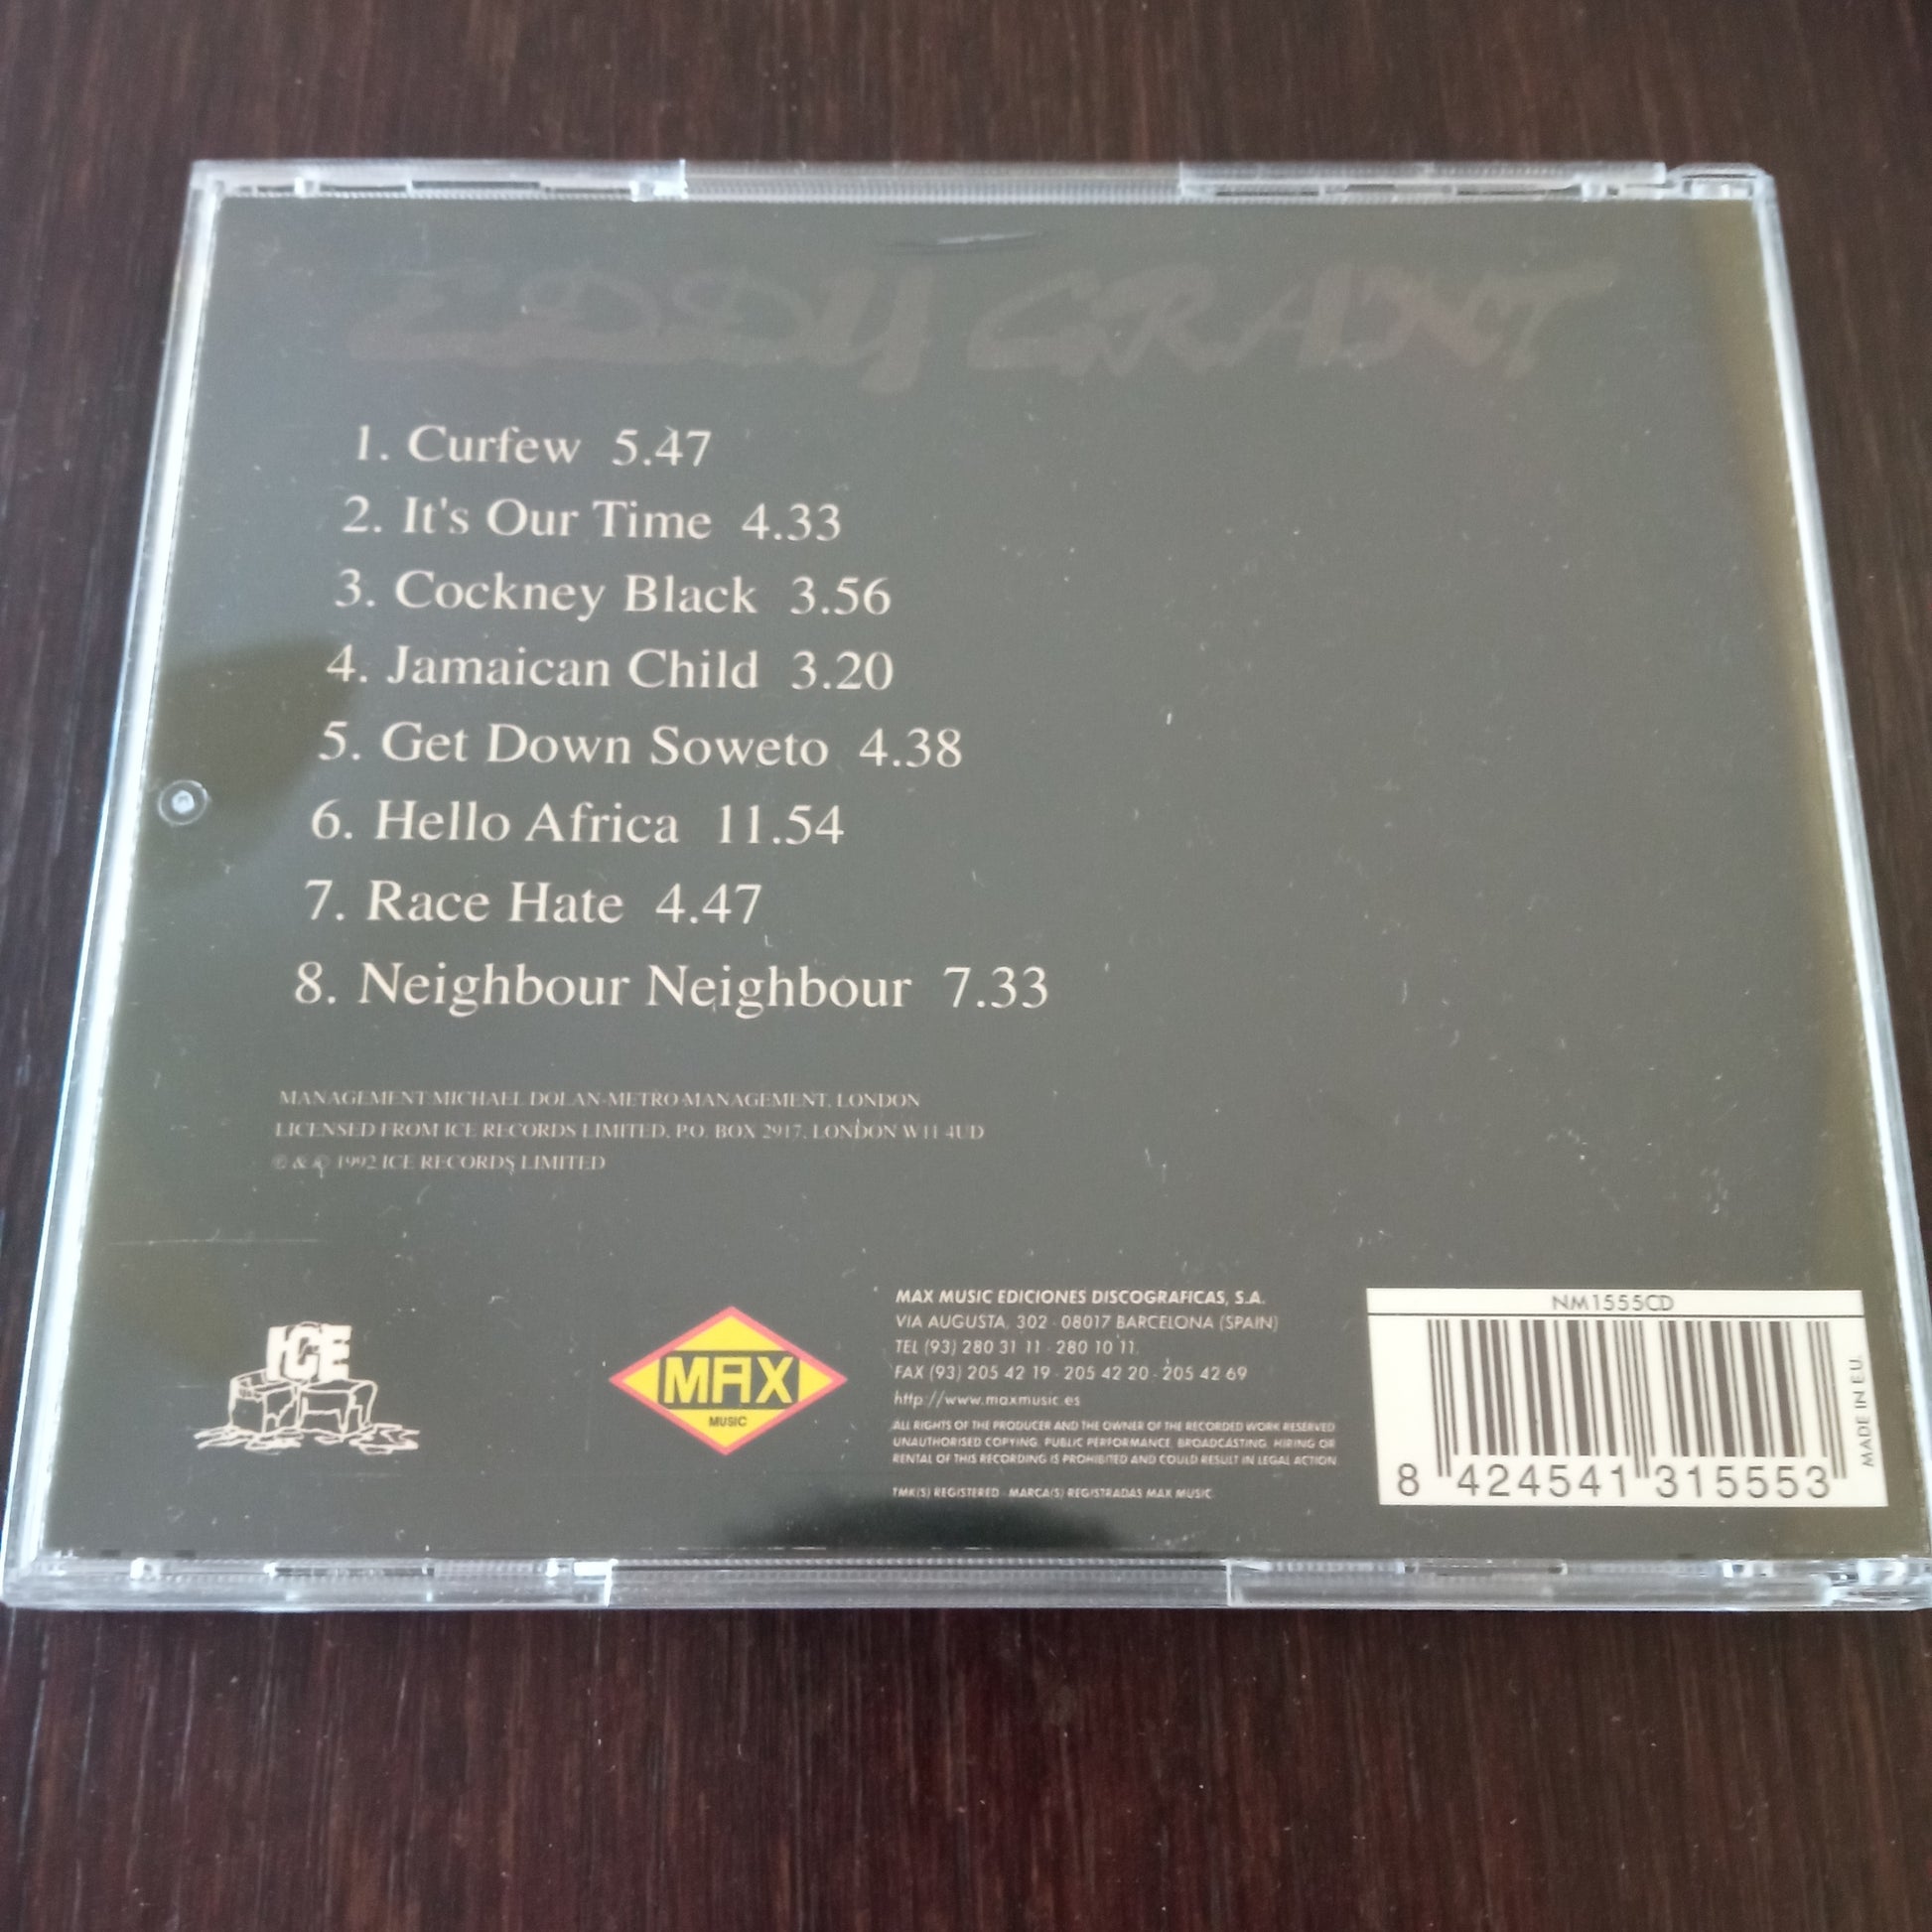 EDDY GRANT
1. Curfew 5.47
2. It's Our Time 4.33
3. Cockney Black 3.56
4. Jamaican Child 3.20
5. Get Down Soweto 4.38
6. Hello Africa 11.54
7. Race Hate 4.47
8. Neighbour Neighbour 7.33
MANAGEMENT:MICHAEL DOLAN-METRO MANAGEMENT, LONDON
LICENSED FROM ICE RECORDS LIMITED, P.O. BOX 2917, LONDON W11 4UD
℗ & © 1992 ICE RECORDS LIMITED
ICE
MAX
MUSIC
MAX MUSIC EDICIONES DISCOGRAFICAS, S.A.
VIA AUGUSTA, 302 - 08017 BARCELONA (SPAIN)
TEL (93) 280 31 11 - 280 10 11
FAX (93) 205 42 19 - 205 42 20 - 205 42 69
http://www.maxmusic.es
ALL RIGHTS OF THE PRODUCER AND THE OWNER OF THE RECORDED WORK RESERVED
UNAUTHORISED COPYING, PUBLIC PERFORMANCE, BROADCASTING, HIRING OR
RENTAL OF THIS RECORDING IS PROHIBITED AND COULD RESULT IN LEGAL ACTION
TMK(S) REGISTERED - MARCA(S) REGISTRADAS MAX MUSIC
NM1555CD
8 424541 315553
MADE IN E.U.